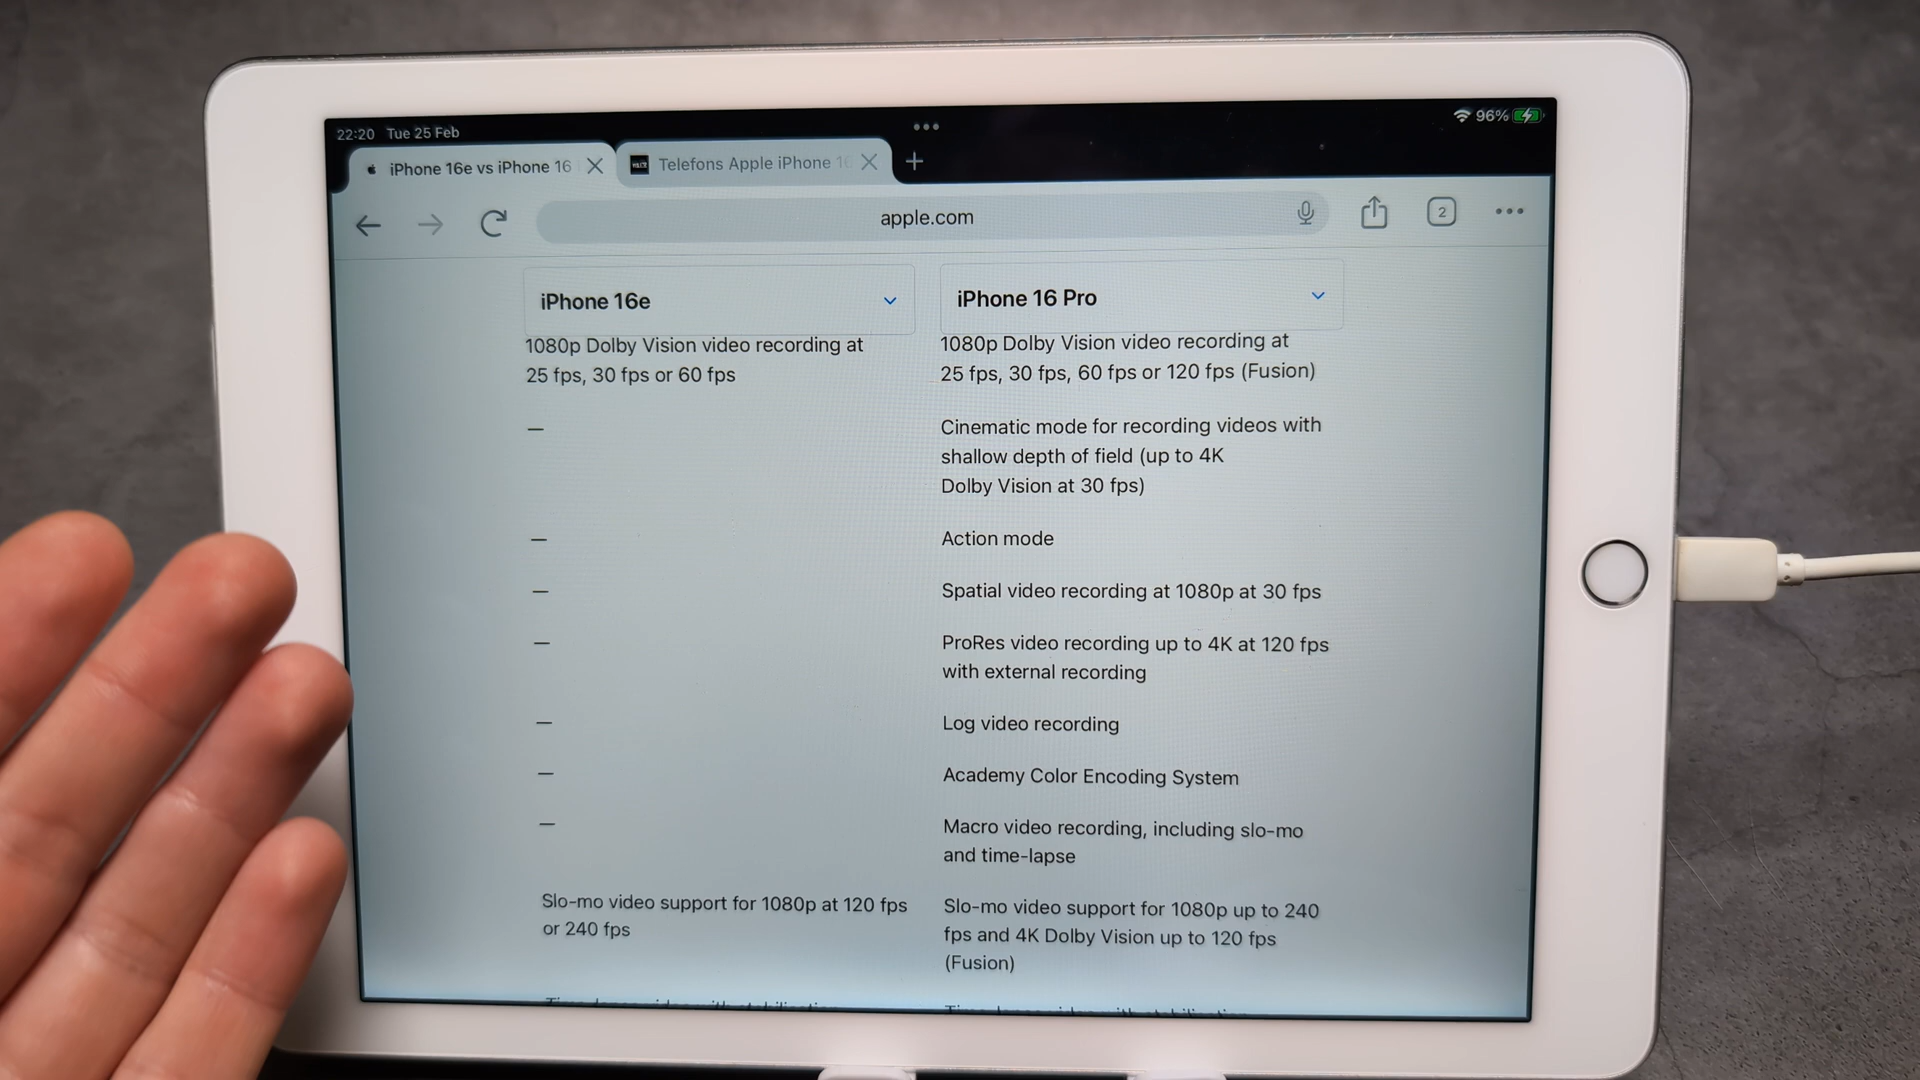 22:20 Tue 25 Feb
96%
iPhone 16e vs iPhone 16
Telefons Apple iPhone
apple.com
2
iPhone 16e
iPhone 16 Pro
1080p Dolby Vision video recording at
25 fps, 30 fps or 60 fps
1080p Dolby Vision video recording at
25 fps, 30 fps, 60 fps or 120 fps (Fusion)
—
Cinematic mode for recording videos with
shallow depth of field (up to 4K
Dolby Vision at 30 fps)
—
Action mode
—
Spatial video recording at 1080p at 30 fps
—
ProRes video recording up to 4K at 120 fps
with external recording
—
Log video recording
—
Academy Color Encoding System
—
Macro video recording, including slo-mo
and time-lapse
Slo-mo video support for 1080p at 120 fps
or 240 fps
Slo-mo video support for 1080p up to 240
fps and 4K Dolby Vision up to 120 fps
(Fusion)